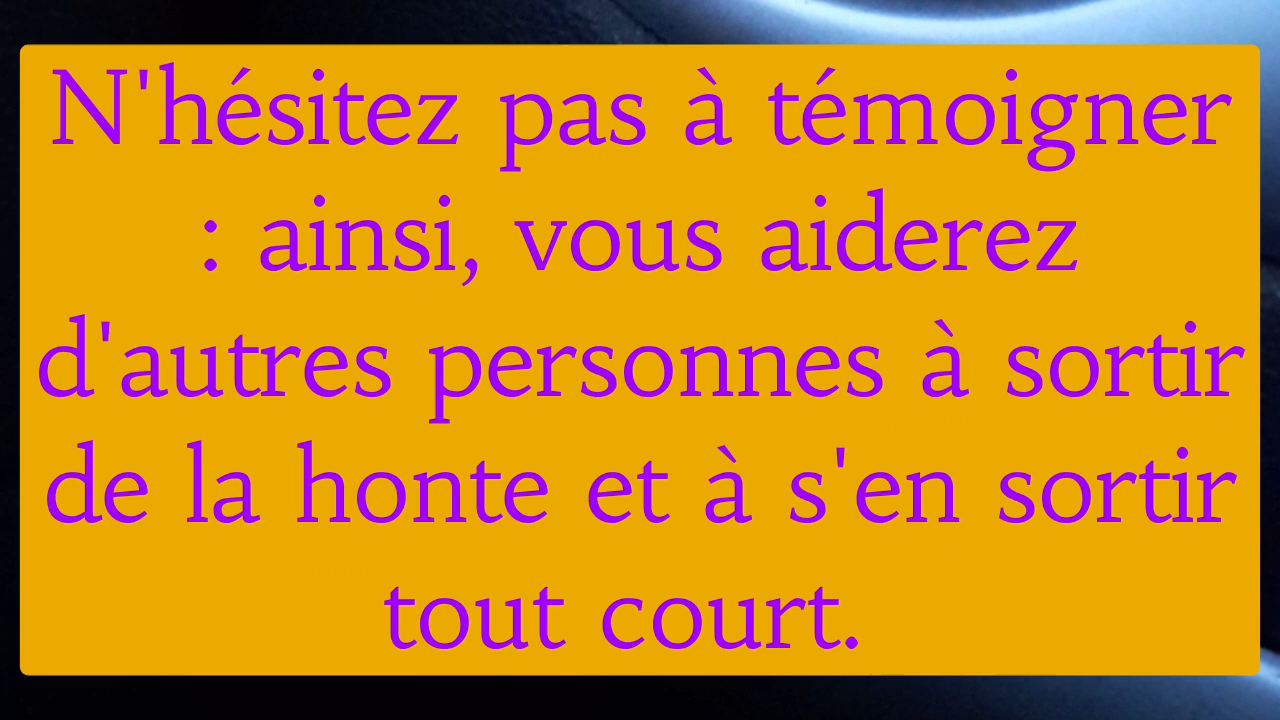 N'hésitez pas à témoigner
: ainsi, vous aiderez
d'autres personnes à sortir
de la honte et à s'en sortir
tout court.